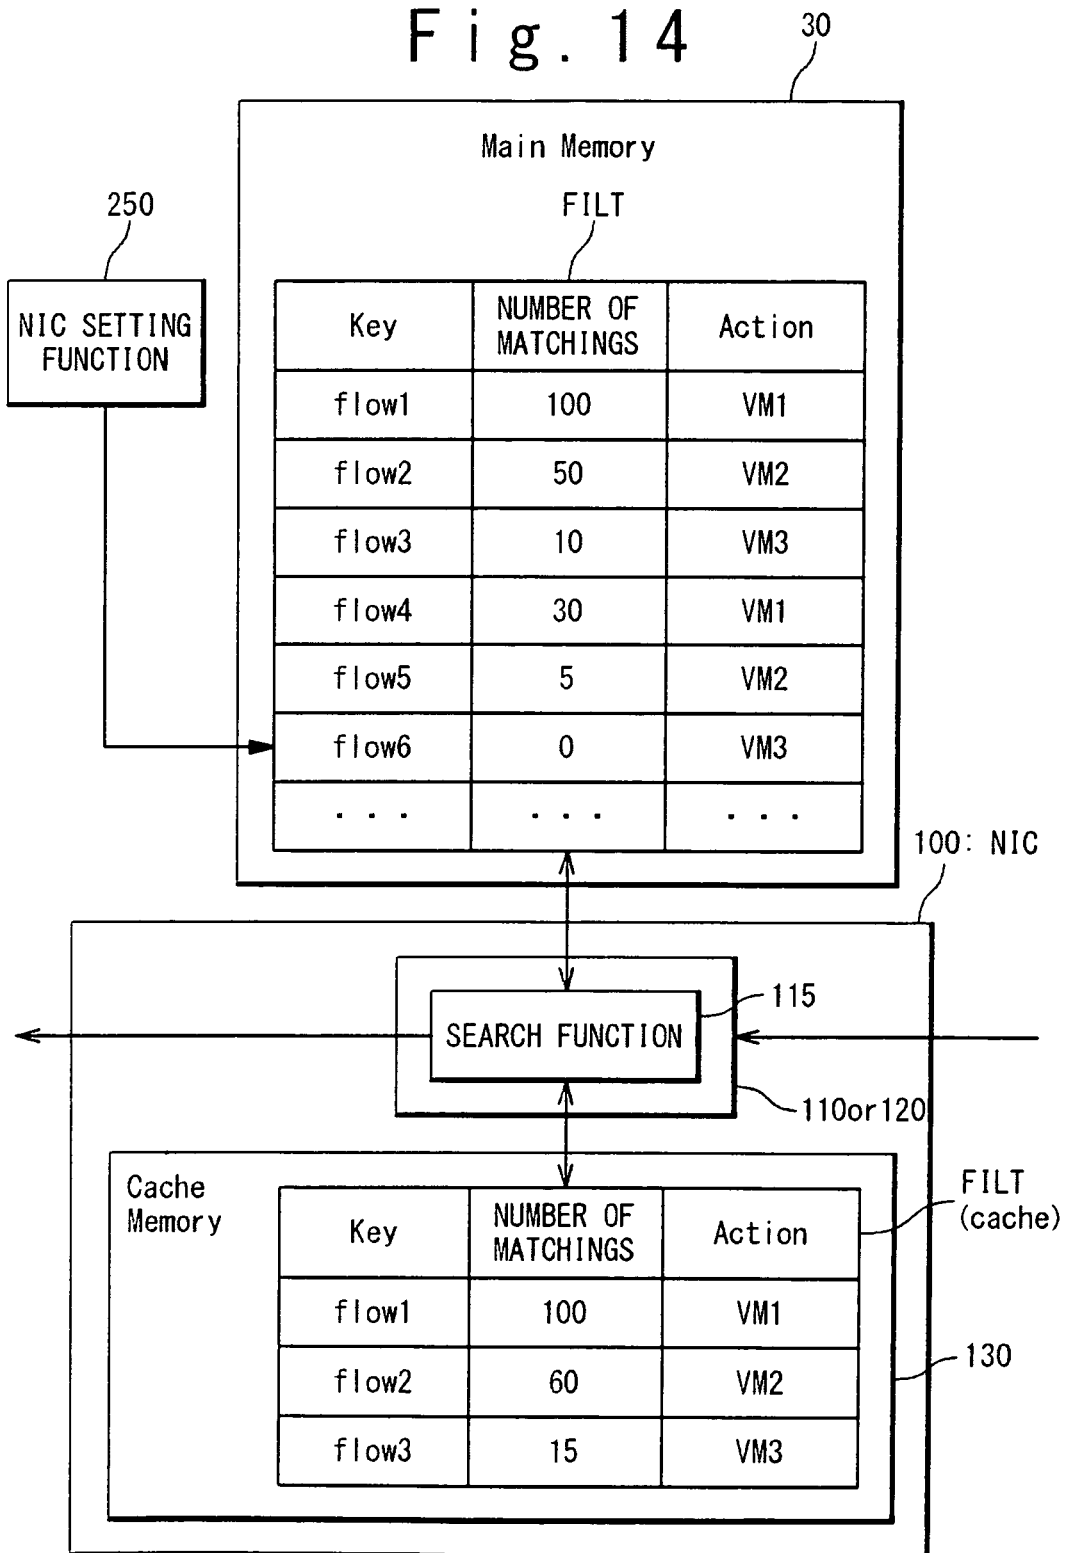 Fig. 14
30
Main Memory
250
FILT
NIC SETTING
FUNCTION
Key
NUMBER OF
MATCHINGS
Action
flow1 100 VM1
flow2 50 VM2
flow3 10 VM3
flow4 30 VM1
flow5 5 VM2
flow6 0 VM3
... ... ...
100: NIC
115
SEARCH FUNCTION
110or120
Cache
Memory
FILT
(cache)
Key
NUMBER OF
MATCHINGS
Action
flow1 100 VM1
flow2 60 VM2
flow3 15 VM3
130